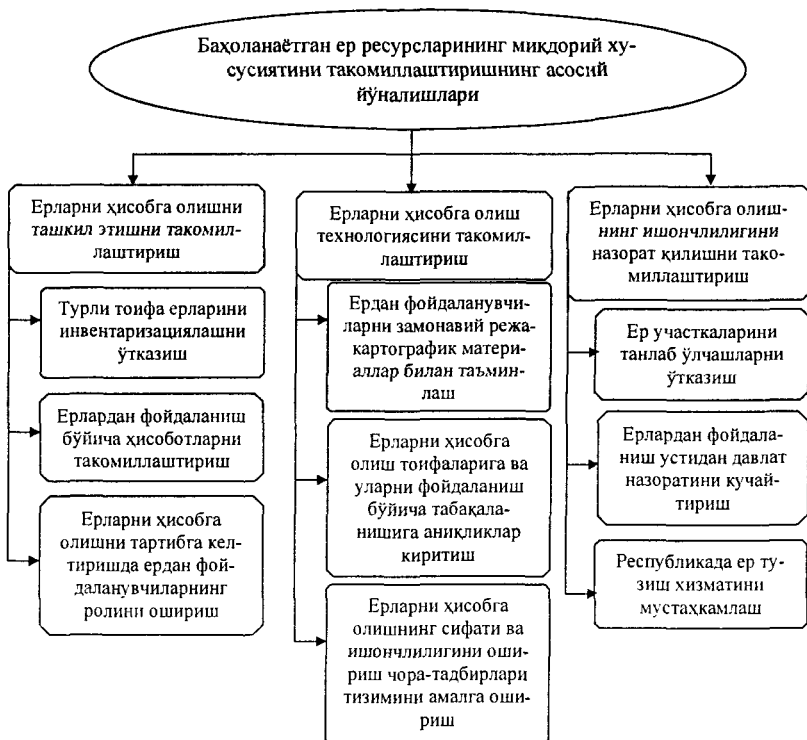 Баҳоланаётган ер ресурсларининг миқдорий ху-
сусиятини такомиллаштиришнинг асосий
йўналишлари
Ерларни ҳисобга олишни
ташкил этишни такомил-
лаштириш
Турли тоифа ерларини
инвентаризациялашни
ўтказиш
Ерлардан фойдаланиш
бўйича ҳисоботларни
такомиллаштириш
Ерларни ҳисобга
олишни тартибга кел-
тиришда ердан фой-
даланувчиларнинг
ролини ошириш
Ерларни ҳисобга олиш
технологиясини такомил-
лаштириш
Ердан фойдаланувчи-
ларни замонавий режа-
картографик матери-
аллар билан таъмин-
лаш
Ерларни ҳисобга
олиш тоифаларига ва
уларни фойдаланиш
бўйича табақала-
нишига аниқликлар
киритиш
Ерларни ҳисобга
олишнинг сифати ва
ишончлилигини оши-
риш чора-тадбирлари
тизимини амалга оши-
риш
Ерларни ҳисобга олиш-
нинг ишончлилигини
назорат қилишни тако-
миллаштириш
Ер участкаларини
танлаб ўлчашларни
ўтказиш
Ерлардан фойдала-
ниш устидан давлат
назоратини кучай-
тириш
Республикада ер ту-
зиш хизматини
мустаҳкамлаш